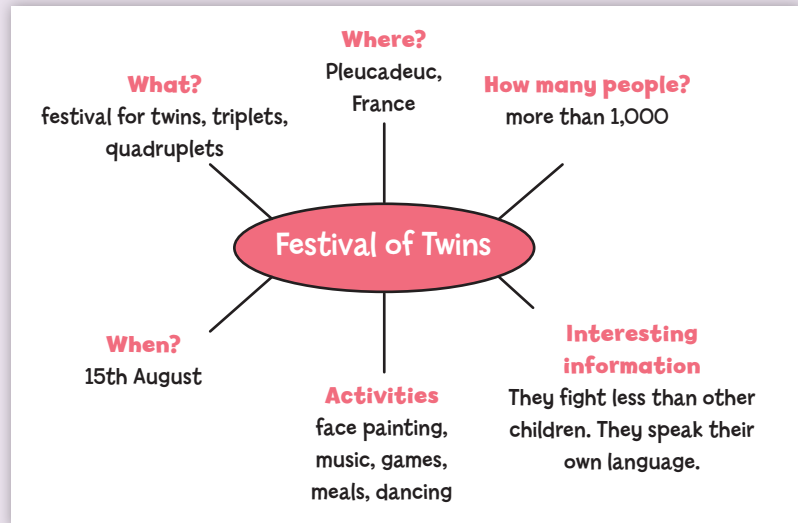 Where?
Pleucadeuc,
France
What?
festival for twins, triplets,
quadruplets
How many people?
more than 1,000
Festival of Twins
When?
15th August
Activities
face painting,
music, games,
meals, dancing
Interesting
information
They fight less than other
children. They speak their
own language.